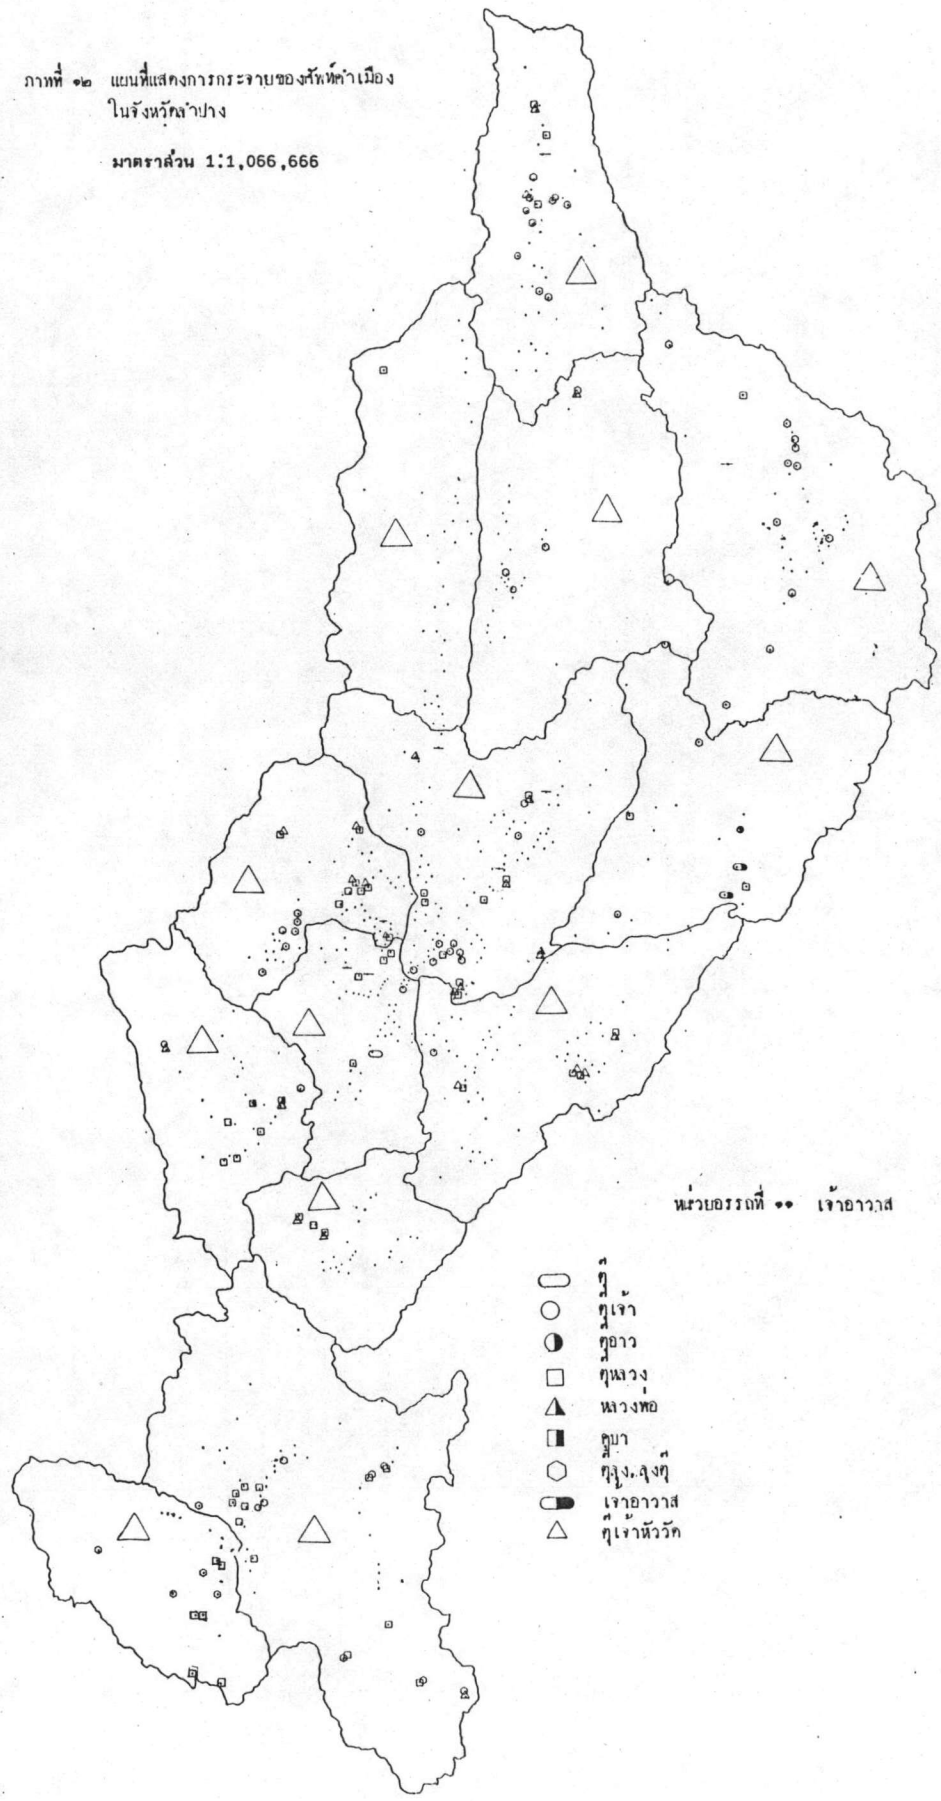 ภาพที่ ๑๒ แผนที่แสดงการกระจายของศัพท์คำเมือง
ในจังหวัดลำปาง
มาตราส่วน 1:1,066,666
หน่วยอรรถที่ ๑๑ เจ้าอาวาส
ตุ๊
ตุ๊เจ้า
ตุ๊อาว
ตุ๊หลวง
หลวงพ่อ
ตุ๊ลุง, ลุงตุ๊
เจ้าอาวาส
ตุ๊เจ้าหัววัด